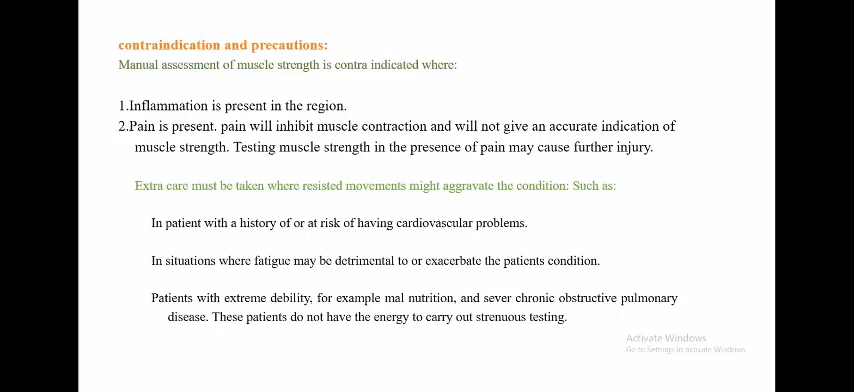 contraindication and precautions:
Manual assessment of muscle strength is contra indicated where:
1.Inflammation is present in the region.
2.Pain is present. pain will inhibit muscle contraction and will not give an accurate indication of
muscle strength. Testing muscle strength in the presence of pain may cause further injury.
Extra care must be taken where resisted movements might aggravate the condition: Such as:
In patient with a history of or at risk of having cardiovascular problems.
In situations where fatigue may be detrimental to or exacerbate the patients condition.
Patients with extreme debility, for example mal nutrition, and sever chronic obstructive pulmonary
disease. These patients do not have the energy to carry out strenuous testing.
Activate Windows
Go to Settings to activate Windows.